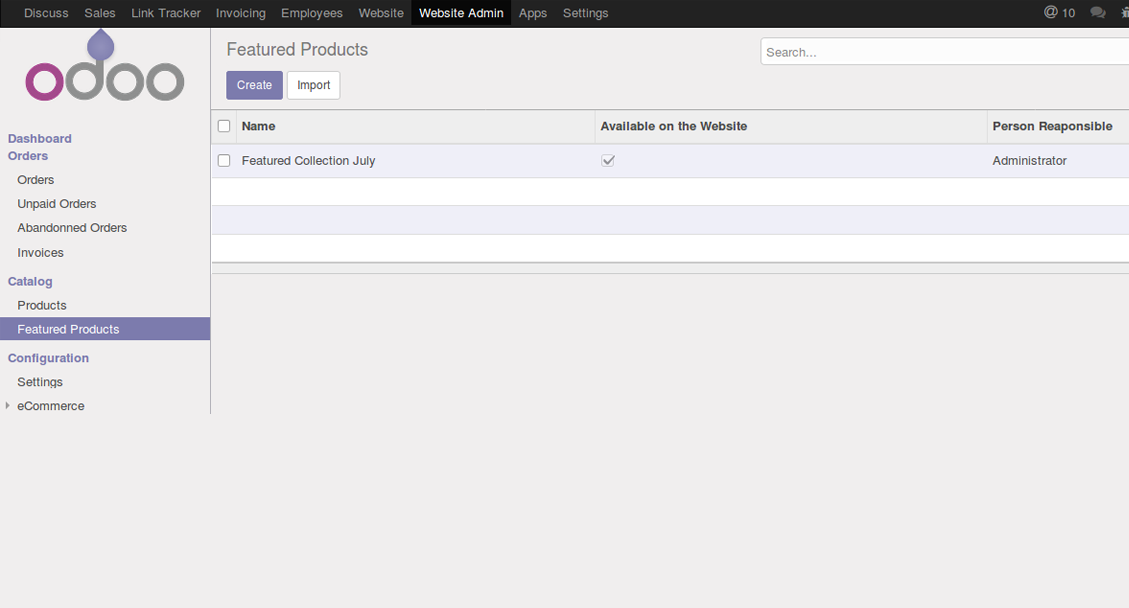 Discuss Sales Link Tracker Invoicing Employees Website Website Admin Apps Settings @ 10
odoo
Featured Products
Search...
Create Import
Name Available on the Website Person Reaponsible
Featured Collection July Administrator
Dashboard
Orders
Orders
Unpaid Orders
Abandonned Orders
Invoices
Catalog
Products
Featured Products
Configuration
Settings
eCommerce